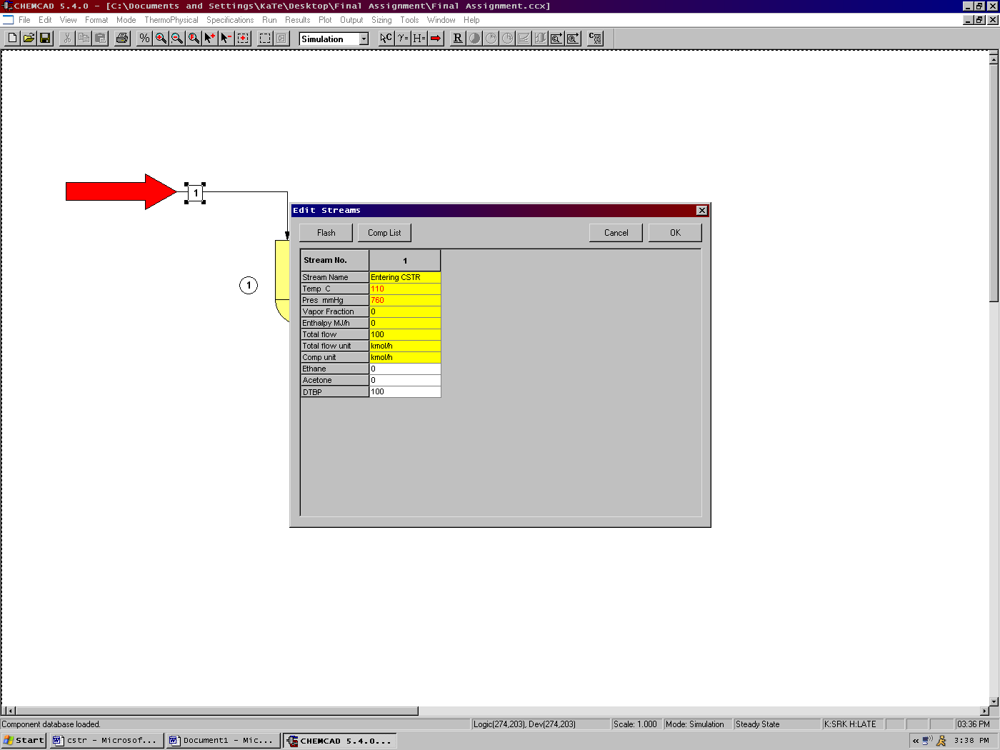 CHEMCAD 5.4.0 - [C:\Documents and Settings\KaTe\Desktop\Final Assignment\Final Assignment.ccx]
File Edit View Format Mode ThermoPhysical Specifications Run Results Plot Output Sizing Tools Window Help
% Simulation C γ= H= R
1
Edit Streams
Flash Comp List Cancel OK
Stream No. 1
Stream Name Entering CSTR
Temp C 110
1
Pres mmHg 760
Vapor Fraction 0
Enthalpy MJ/h 0
Total flow 100
Total flow unit kmol/h
Comp unit kmol/h
Ethane 0
Acetone 0
DTBP 100
Component database loaded. Logic(274,203), Dev(274,203) Scale: 1.000 Mode: Simulation Steady State K:SRK H:LATE 03:36 PM
Start cstr - Microsof... Document1 - Mic... CHEMCAD 5.4.0... « 3:38 PM